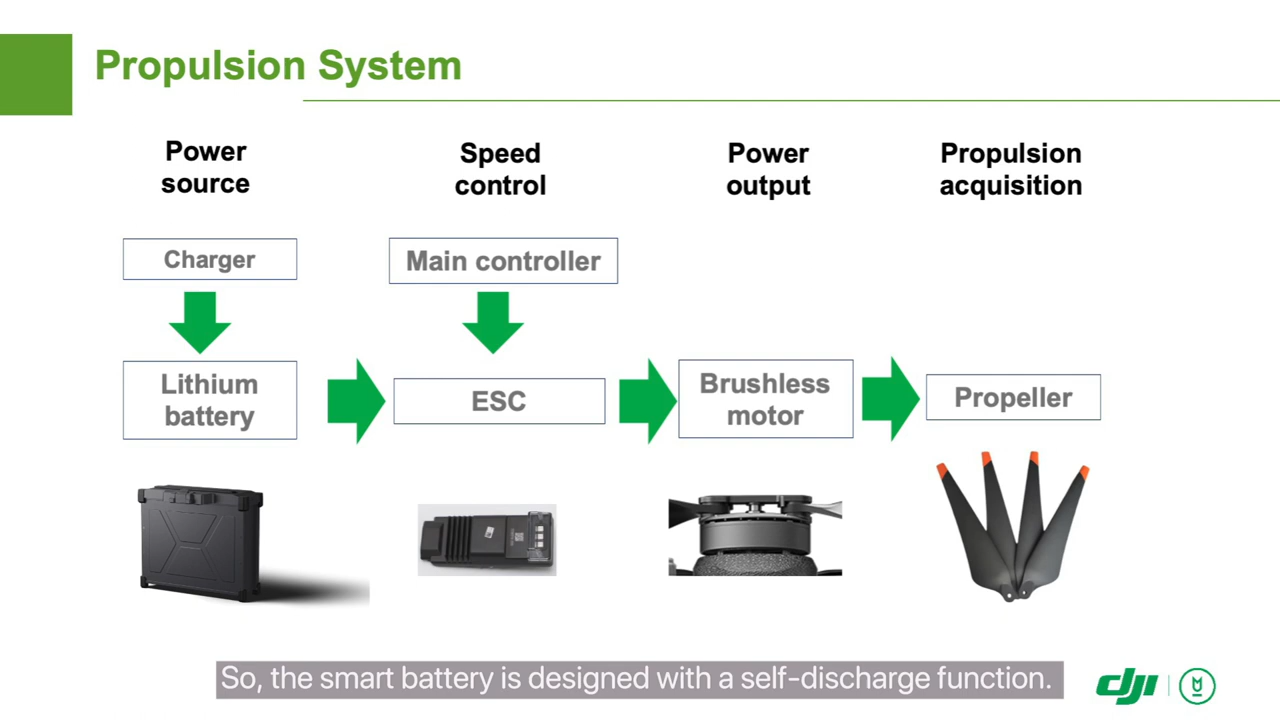 Propulsion System
Power
source
Speed
control
Power
output
Propulsion
acquisition
Charger
Main controller
Lithium
battery
ESC
Brushless
motor
Propeller
So, the smart battery is designed with a self-discharge function.
dji